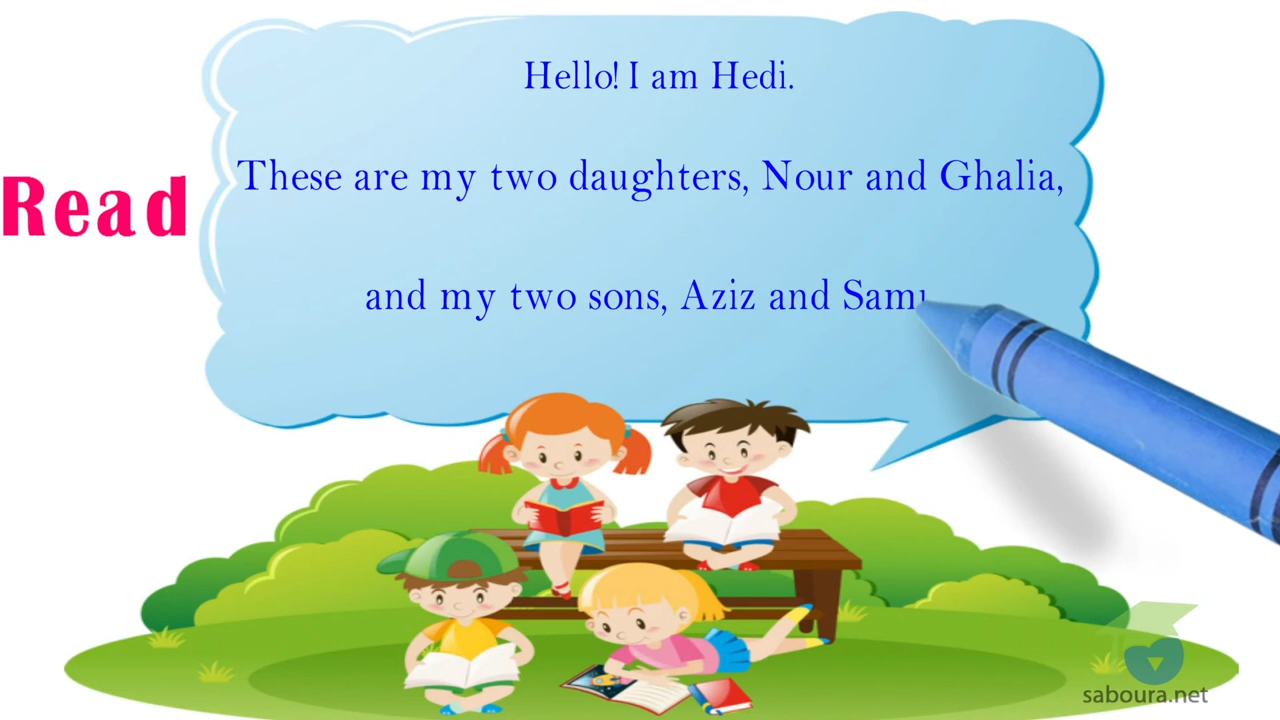 Hello! I am Hedi.
These are my two daughters, Nour and Ghalia,
Read
and my two sons, Aziz and
saboura.net